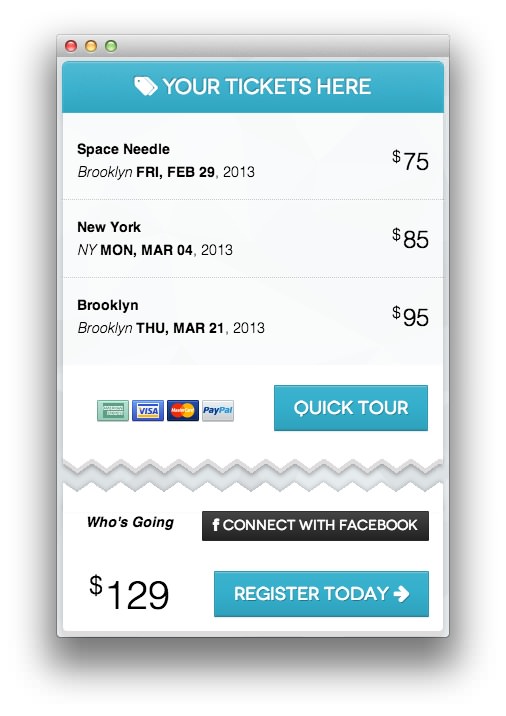 YOUR TICKETS HERE
Space Needle
$75
Brooklyn FRI, FEB 29, 2013
New York
$85
NY MON, MAR 04, 2013
Brooklyn
$95
Brooklyn THU, MAR 21, 2013
VISA MasterCard PayPal
QUICK TOUR
Who's Going
f CONNECT WITH FACEBOOK
$129
REGISTER TODAY